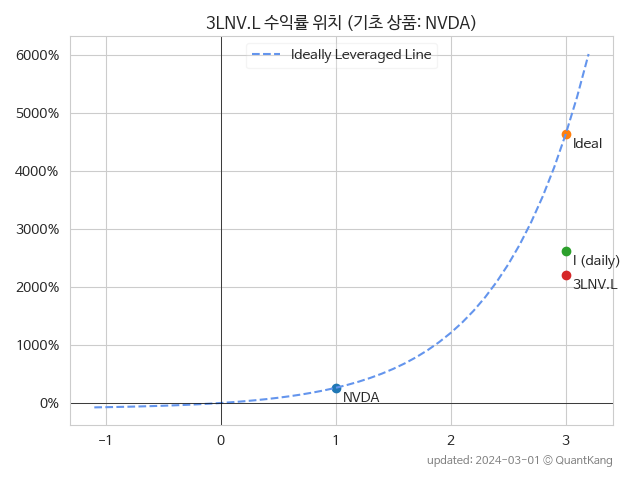 3LNV.L 수익률 위치 (기초 상품: NVDA)
Ideally Leveraged Line
6000%
5000%
4000%
3000%
2000%
1000%
0%
Ideal
I (daily)
3LNV.L
NVDA
−1
0
1
2
3
updated: 2024-03-01 © QuantKang